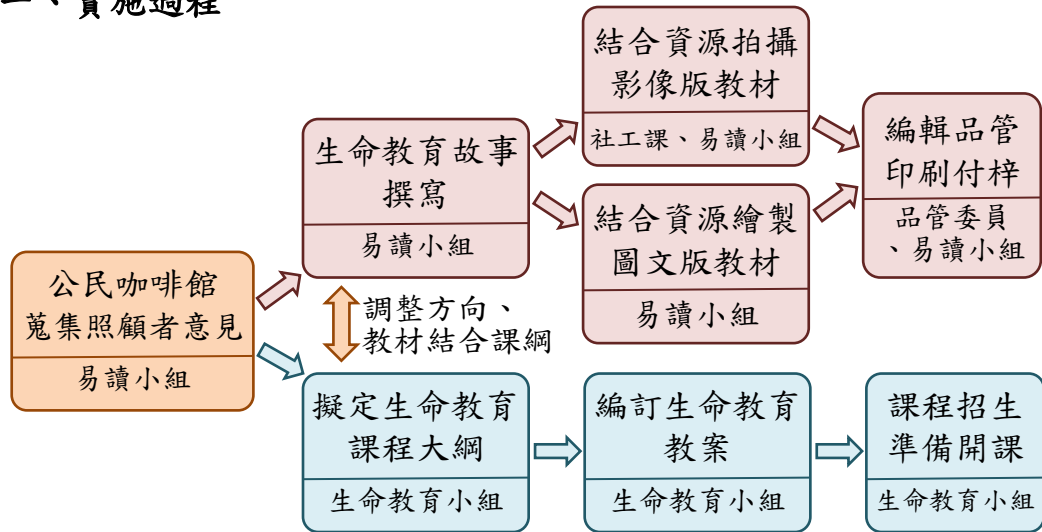 、實施過程
公民咖啡館
蒐集照顧者意見
易讀小組
生命教育故事
撰寫
易讀小組
調整方向、
教材結合課綱
擬定生命教育
課程大綱
生命教育小組
結合資源拍攝
影像版教材
社工課、易讀小組
結合資源繪製
圖文版教材
易讀小組
編輯品管
印刷付梓
品管委員
、易讀小組
編訂生命教育
教案
生命教育小組
課程招生
準備開課
生命教育小組